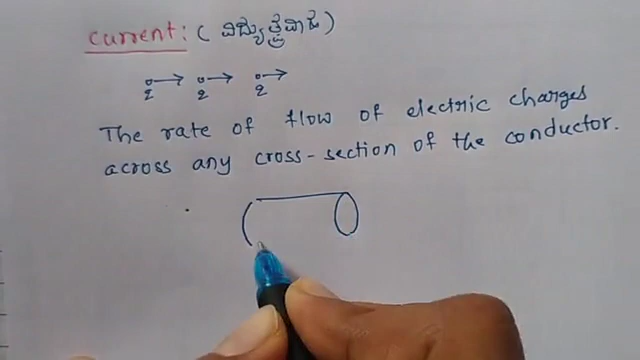 Current: ( ವಿದ್ಯುತ್ಪ್ರವಾಹ )
q q q
The rate of flow of electric charges
across any cross-section of the conductor.